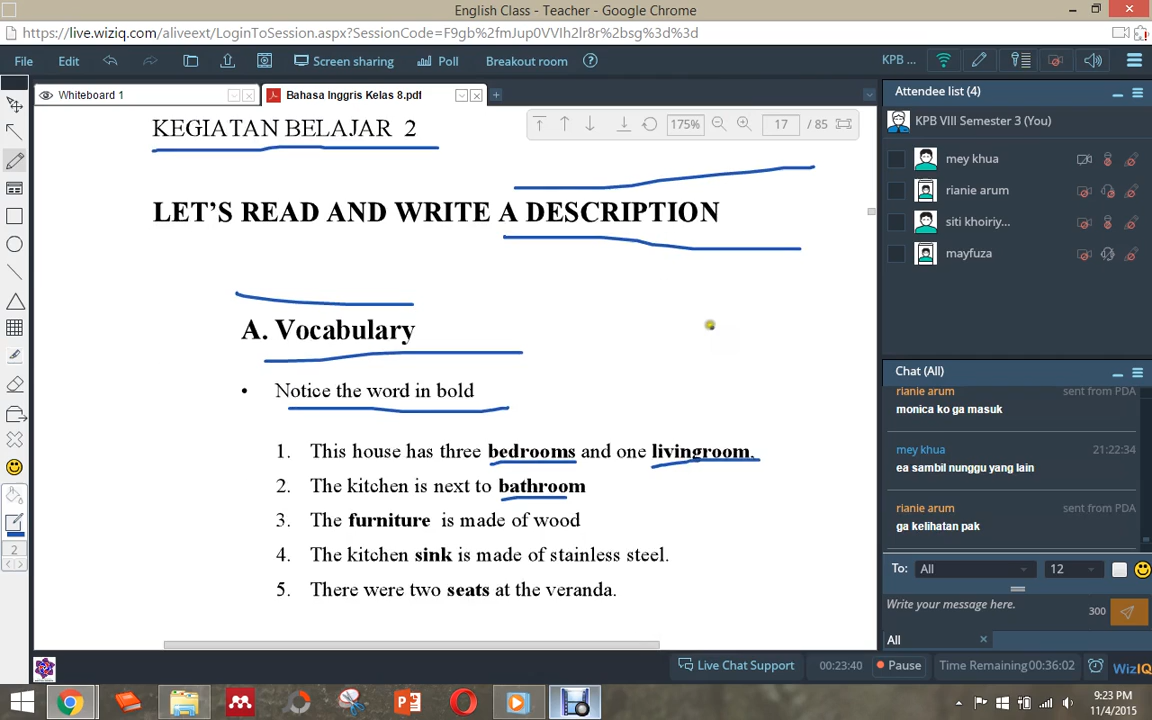 English Class - Teacher - Google Chrome
https://live.wiziq.com/aliveext/LoginToSession.aspx?SessionCode=F9gb%2fmJup0VVIh2lr8r%2bsg%3d%3d
File Edit Screen sharing Poll Breakout room KPB ...
Whiteboard 1
Bahasa Inggris Kelas 8.pdf
Attendee list (4)
KPB VIII Semester 3 (You)
mey khua
rianie arum
siti khoiriy...
mayfuza
175% 17 / 85
KEGIATAN BELAJAR 2
LET'S READ AND WRITE A DESCRIPTION
A. Vocabulary
• Notice the word in bold
1. This house has three bedrooms and one livingroom.
2. The kitchen is next to bathroom
3. The furniture is made of wood
4. The kitchen sink is made of stainless steel.
5. There were two seats at the veranda.
2
Chat (All)
rianie arum sent from PDA
monica ko ga masuk
mey khua 21:22:34
ea sambil nunggu yang lain
rianie arum sent from PDA
ga kelihatan pak
To: All 12
Write your message here. 300
All
Live Chat Support 00:23:40 Pause Time Remaining 00:36:02 WizIQ
9:23 PM
11/4/2015